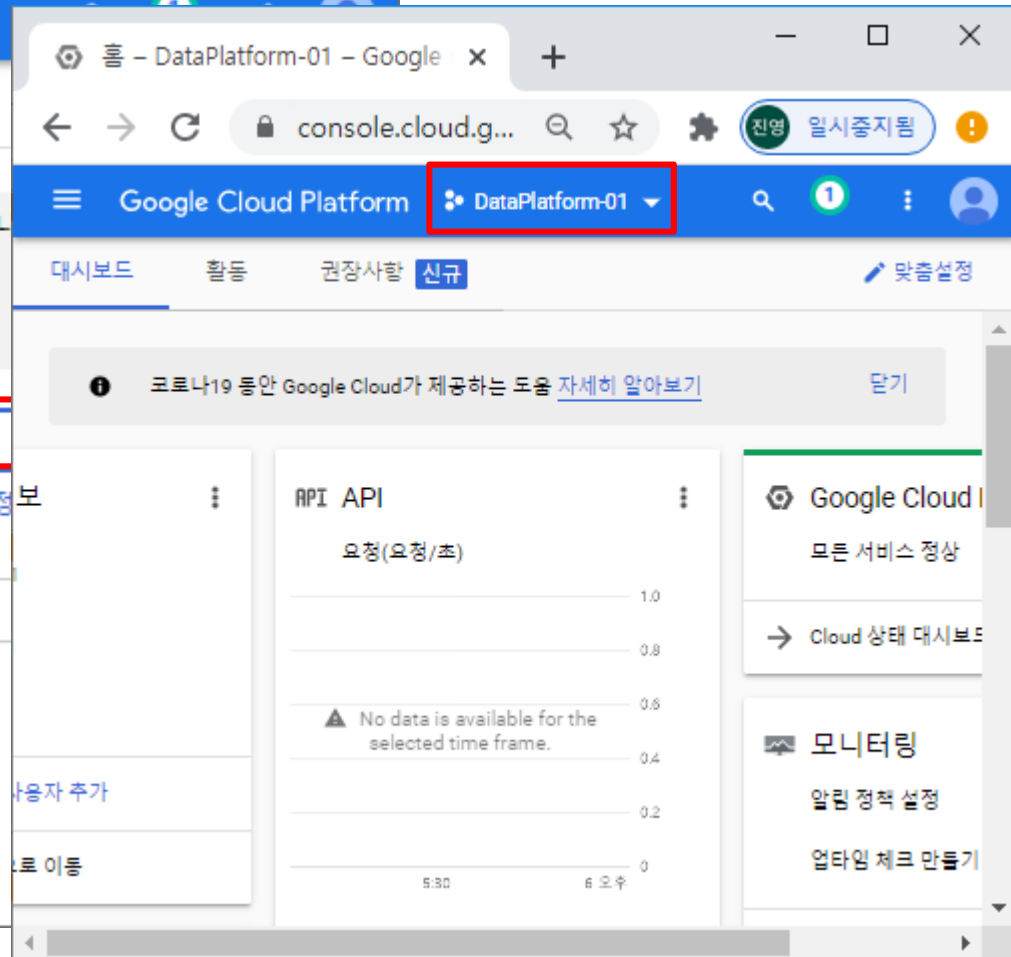 홈 – DataPlatform-01 – Google
console.cloud.g...
진영
일시중지됨
Google Cloud Platform
DataPlatform-01
1
대시보드
활동
권장사항
신규
맞춤설정
코로나19 동안 Google Cloud가 제공하는 도움 자세히 알아보기
닫기
보
사용자 추가
로 이동
API API
요청(요청/초)
1.0
0.8
0.6
0.4
0.2
0
No data is available for the
selected time frame.
5:30
6 오후
Google Cloud
모든 서비스 정상
Cloud 상태 대시보드
모니터링
알림 정책 설정
업타임 체크 만들기